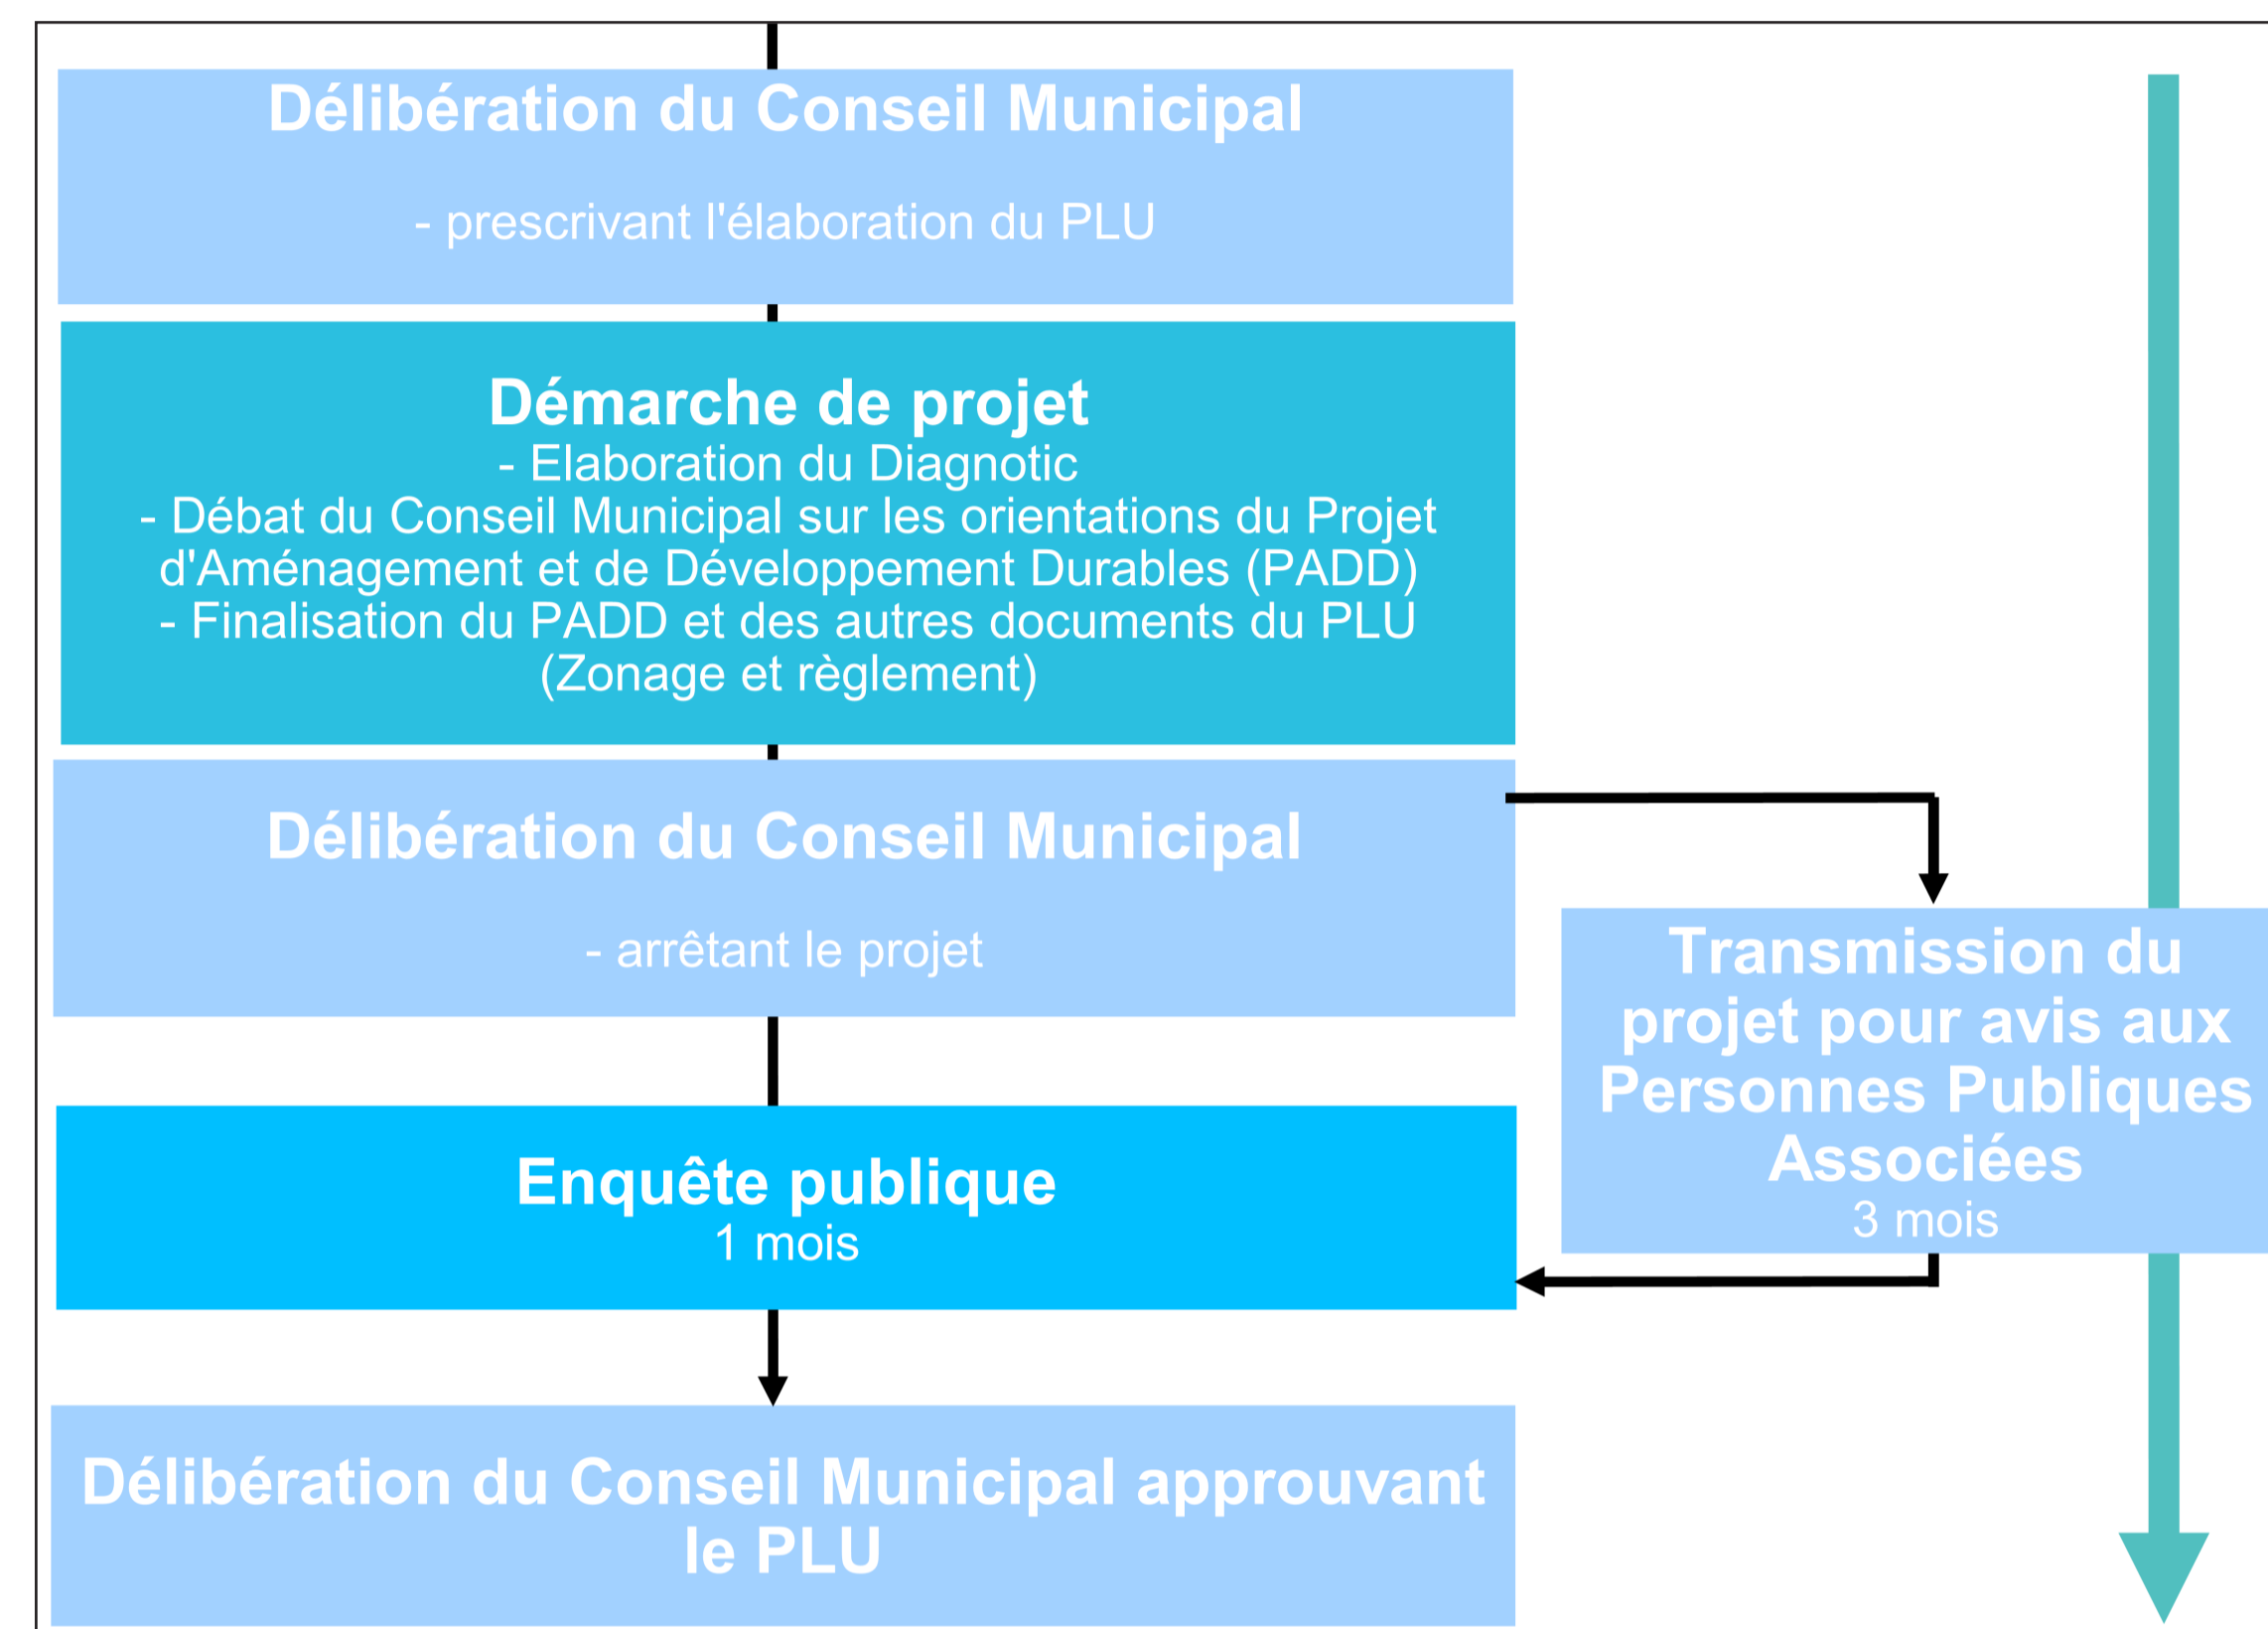 Délibération du Conseil Municipal
- prescrivant l'élaboration du PLU
Démarche de projet
- Elaboration du Diagnotic
- Débat du Conseil Municipal sur les orientations du Projet
d'Aménagement et de Développement Durables (PADD)
- Finalisation du PADD et des autres documents du PLU
(Zonage et règlement)
Délibération du Conseil Municipal
- arrêtant le projet
Transmission du
projet pour avis aux
Personnes Publiques
Associées
3 mois
Enquête publique
1 mois
Délibération du Conseil Municipal approuvant
le PLU